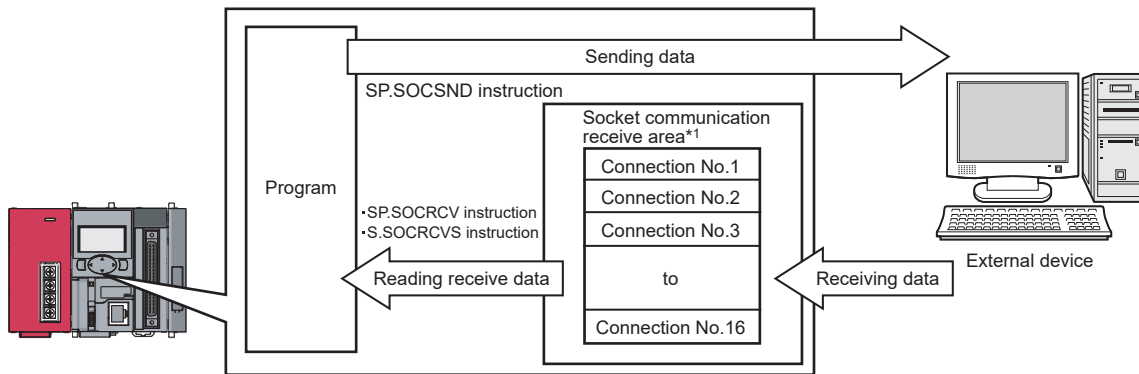 Sending data
SP.SOCSND instruction
Socket communication
receive area*1
Connection No.1
Connection No.2
Connection No.3
to
Connection No.16
Program
▪SP.SOCRCV instruction
▪S.SOCRCVS instruction
Reading receive data
Receiving data
External device